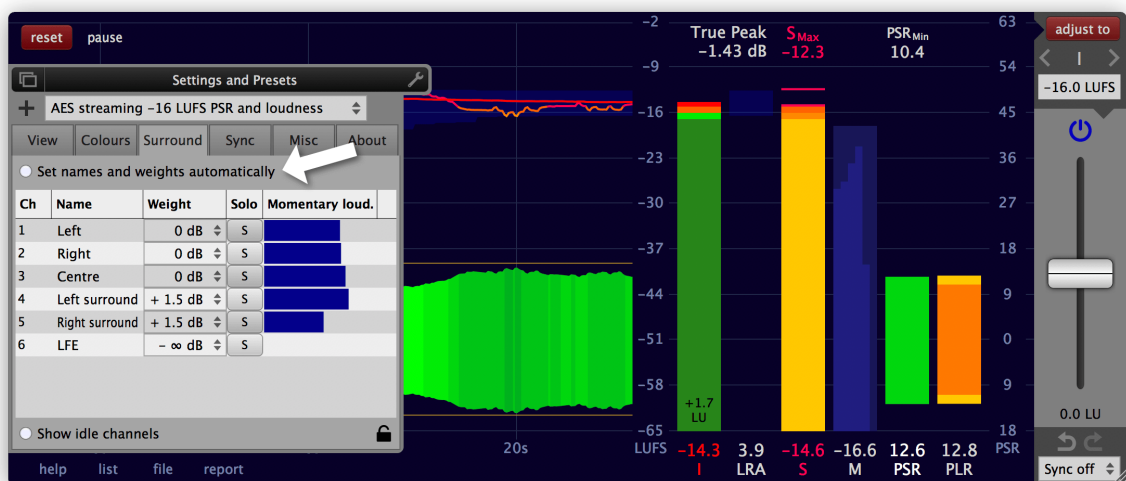 reset pause
Settings and Presets
AES streaming −16 LUFS PSR and loudness
View Colours Surround Sync Misc About
Set names and weights automatically
Ch Name Weight Solo Momentary loud.
1 Left 0 dB S
2 Right 0 dB S
3 Centre 0 dB S
4 Left surround + 1.5 dB S
5 Right surround + 1.5 dB S
6 LFE − ∞ dB S
Show idle channels
help list file report
20s
−2
−9
−16
−23
−30
−37
−44
−51
−58
−65
LUFS
True Peak
−1.43 dB
SMax
−12.3
PSRMin
10.4
+1.7
LU
−14.3 3.9 −14.6 −16.6 12.6 12.8
I LRA S M PSR PLR
63
54
45
36
27
18
9
0
9
18
PSR
adjust to
I
−16.0 LUFS
0.0 LU
Sync off